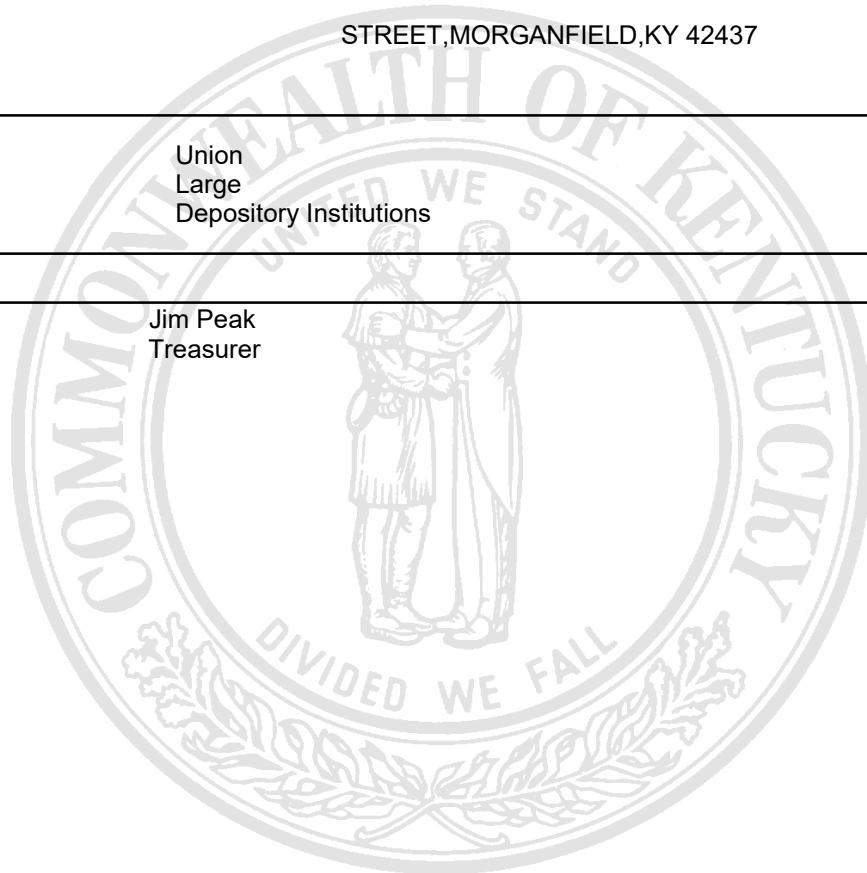 STREET,MORGANFIELD,KY 42437
Union
Large
Depository Institutions
Jim Peak
Treasurer
COMMONWEALTH OF KENTUCKY
UNITED WE STAND
DIVIDED WE FALL